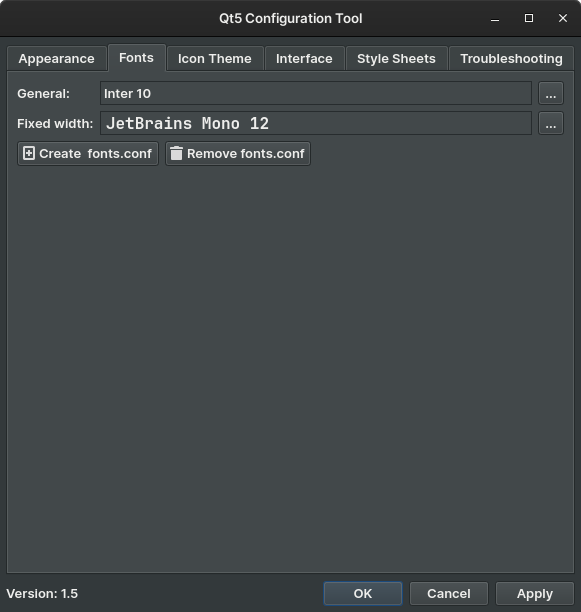 Qt5 Configuration Tool
Appearance Fonts Icon Theme Interface Style Sheets Troubleshooting
General: Inter 10 ...
Fixed width: JetBrains Mono 12 ...
Create  fonts.conf Remove fonts.conf
Version: 1.5 OK Cancel Apply